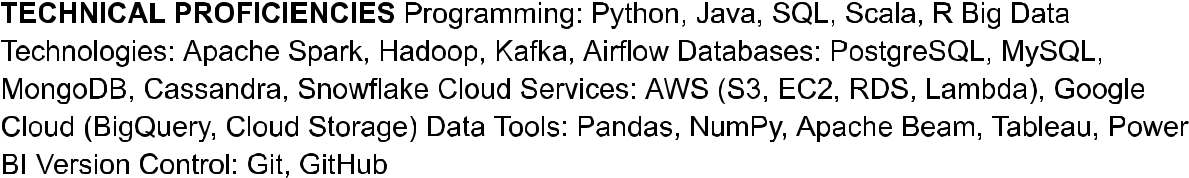 TECHNICAL PROFICIENCIES Programming: Python, Java, SQL, Scala, R Big Data
Technologies: Apache Spark, Hadoop, Kafka, Airflow Databases: PostgreSQL, MySQL,
MongoDB, Cassandra, Snowflake Cloud Services: AWS (S3, EC2, RDS, Lambda), Google
Cloud (BigQuery, Cloud Storage) Data Tools: Pandas, NumPy, Apache Beam, Tableau, Power
BI Version Control: Git, GitHub